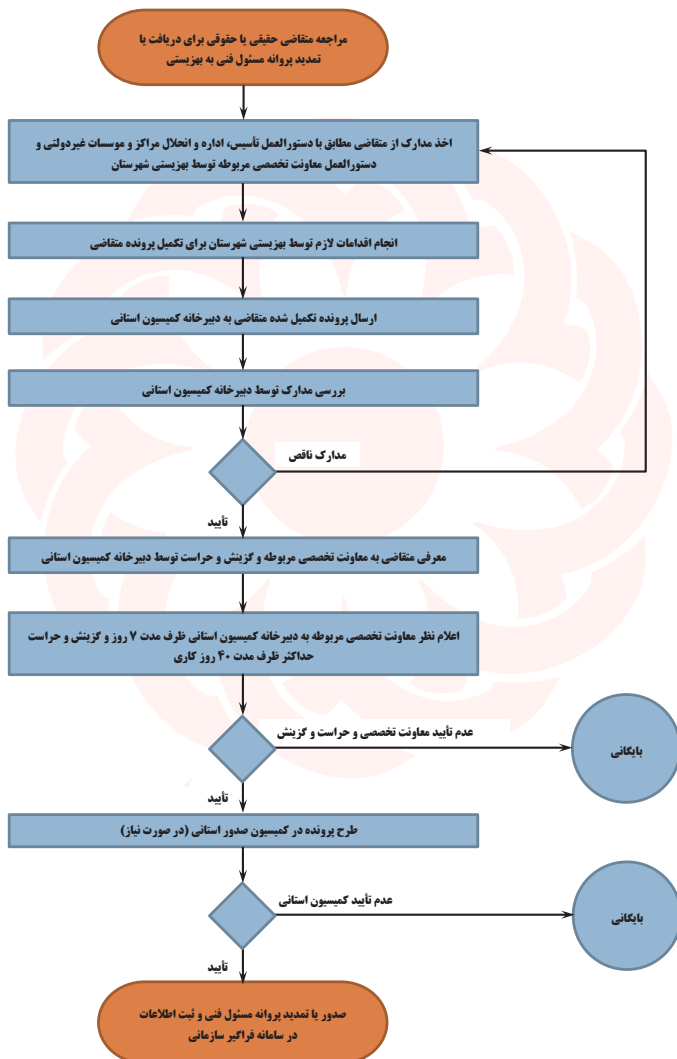 مراجعه متقاضی حقیقی یا حقوقی برای دریافت یا
تمدید پروانه مسئول فنی به بهزیستی
اخذ مدارک از متقاضی مطابق با دستورالعمل تأسیس، اداره و انحلال مراکز و موسسات غیردولتی و
دستورالعمل معاونت تخصصی مربوطه توسط بهزیستی شهرستان
انجام اقدامات لازم توسط بهزیستی شهرستان برای تکمیل پرونده متقاضی
ارسال پرونده تکمیل شده متقاضی به دبیرخانه کمیسیون استانی
بررسی مدارک توسط دبیرخانه کمیسیون استانی
مدارک ناقص
تأیید
معرفی متقاضی به معاونت تخصصی مربوطه و گزینش و حراست توسط دبیرخانه کمیسیون استانی
اعلام نظر معاونت تخصصی مربوطه به دبیرخانه کمیسیون استانی ظرف مدت ۷ روز و گزینش و حراست
حداکثر ظرف مدت ۴۰ روز کاری
عدم تأیید معاونت تخصصی و حراست و گزینش
بایگانی
تأیید
طرح پرونده در کمیسیون صدور استانی (در صورت نیاز)
عدم تأیید کمیسیون استانی
بایگانی
تأیید
صدور یا تمدید پروانه مسئول فنی و ثبت اطلاعات
در سامانه فراگیر سازمانی